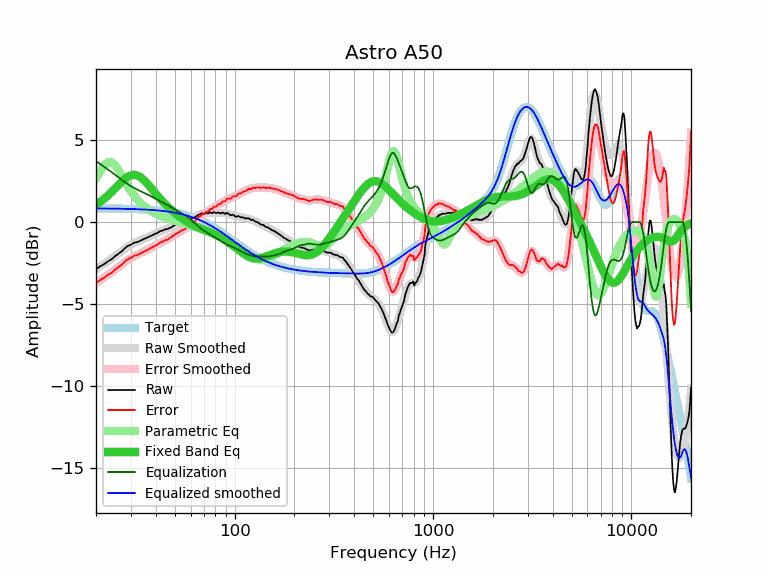 Astro A50
Amplitude (dBr)
5
0
−5
−10
−15
Target
Raw Smoothed
Error Smoothed
Raw
Error
Parametric Eq
Fixed Band Eq
Equalization
Equalized smoothed
100
1000
10000
Frequency (Hz)